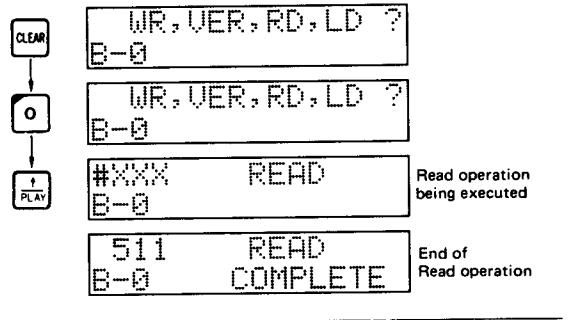 CLEAR
WR,VER,RD,LD ?
B-0
0
WR,VER,RD,LD ?
B-0
↑
PLAY
#XXX READ
B-0
Read operation
being executed
511 READ
B-0 COMPLETE
End of
Read operation